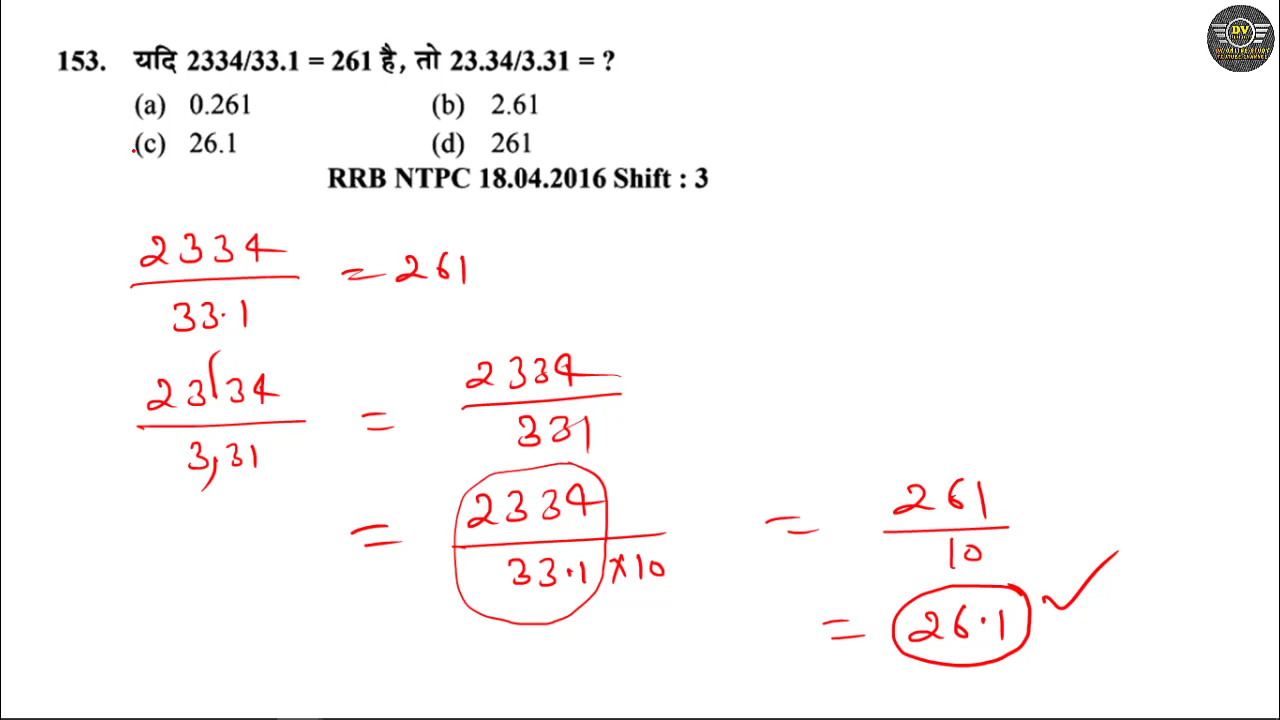 153. यदि 2334/33.1 = 261 है, तो 23.34/3.31 = ?
(a) 0.261 (b) 2.61
(c) 26.1 (d) 261
RRB NTPC 18.04.2016 Shift : 3
2334 / 33.1 = 261
23.34 / 3.31 = 2334 / 331
= 2334 / 33.1 × 10 = 261 / 10
= 26.1
DV